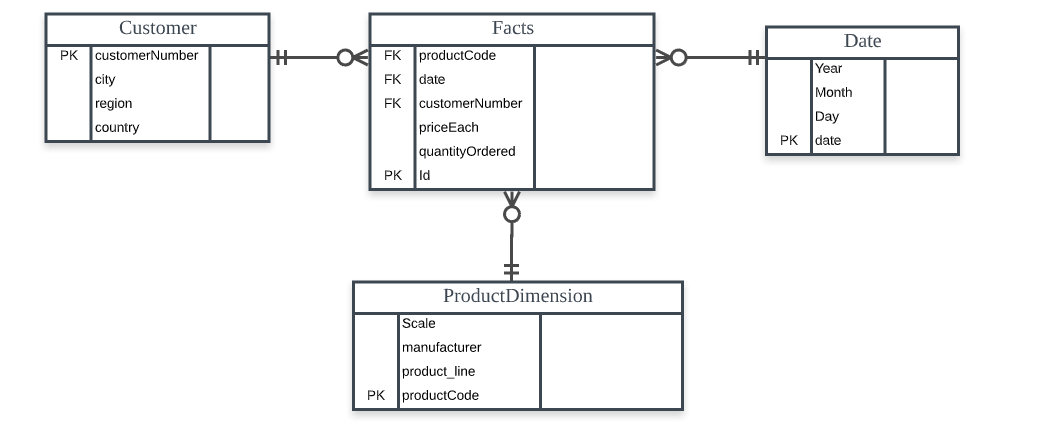 Customer
PK customerNumber
city
region
country
Facts
FK productCode
FK date
FK customerNumber
priceEach
quantityOrdered
PK Id
Date
Year
Month
Day
PK date
ProductDimension
Scale
manufacturer
product_line
PK productCode